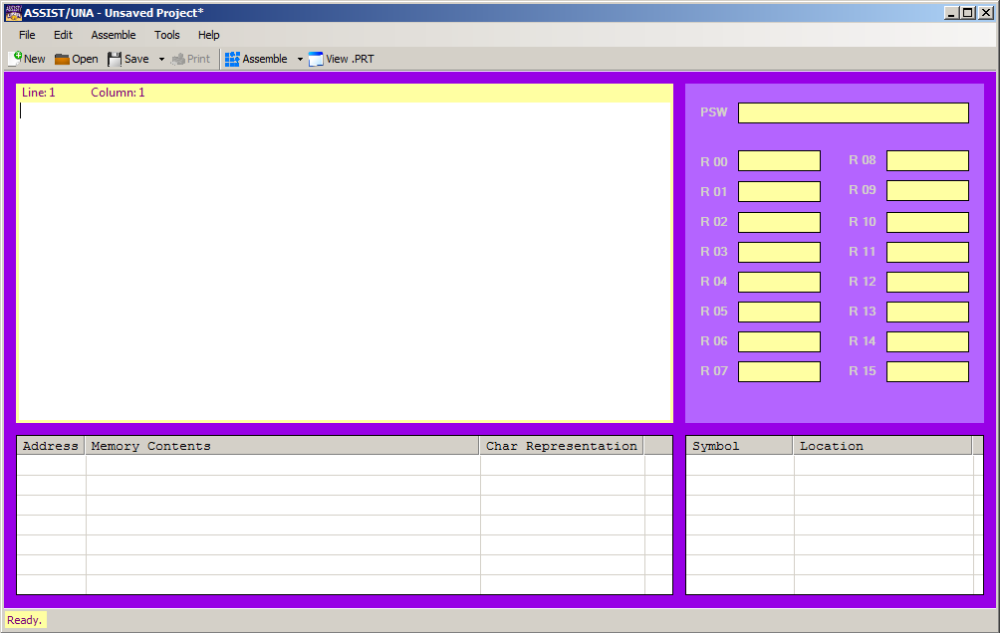 ASSIST/UNA - Unsaved Project*
File Edit Assemble Tools Help
New Open Save Print Assemble View .PRT
Line: 1 Column: 1
PSW
R 00 R 08
R 01 R 09
R 02 R 10
R 03 R 11
R 04 R 12
R 05 R 13
R 06 R 14
R 07 R 15
Address Memory Contents Char Representation
Symbol Location
Ready.